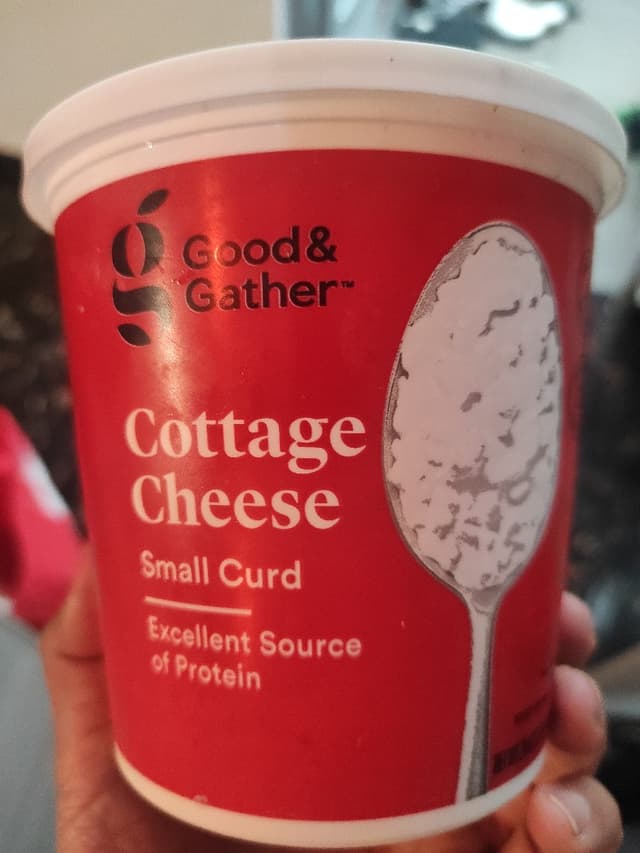 Good&
Gather™
Cottage
Cheese
Small Curd
Excellent Source
of Protein